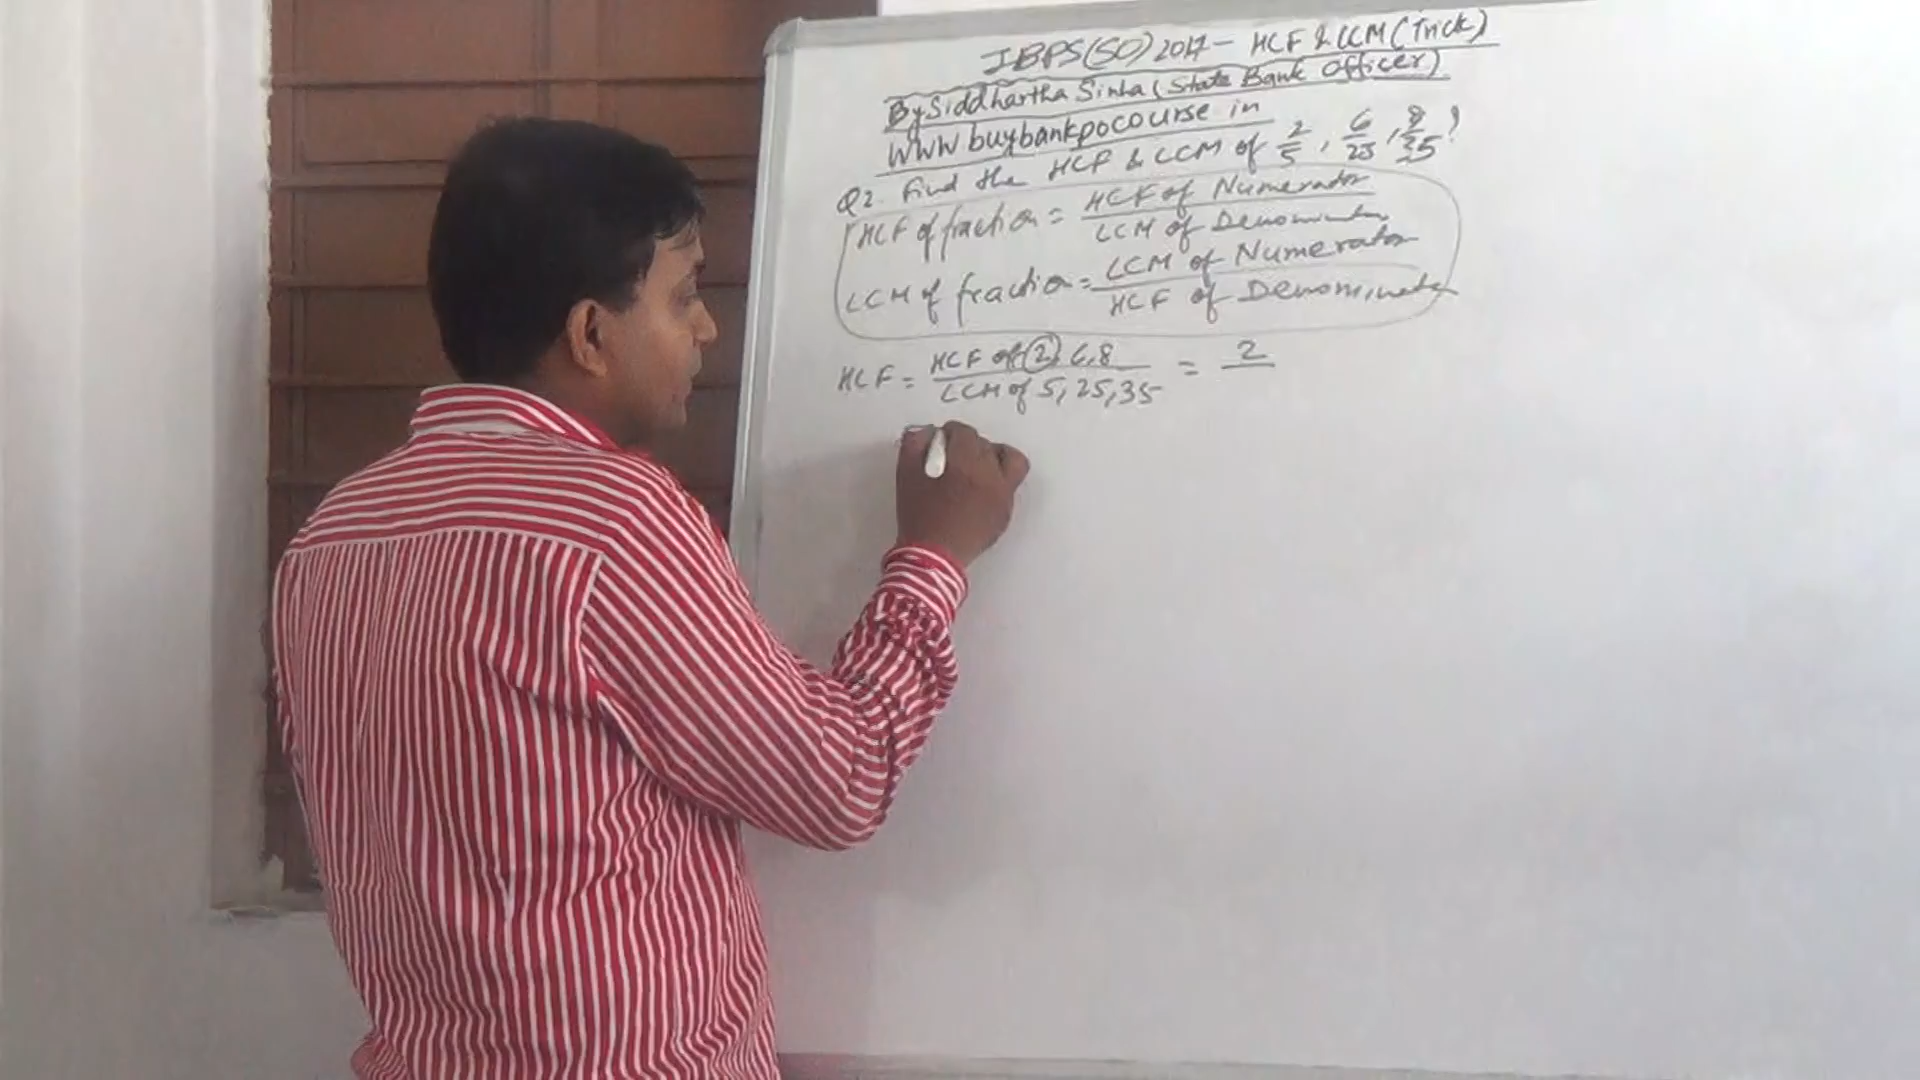 IBPS(SO) 2017 - HCF & LCM (Trick)
By Siddhartha Sinha (State Bank Officer)
www buybankpocourse in
Q2. Find the HCF & LCM of 2/5, 6/25, 8/35?
HCF of fraction = HCF of Numerator / LCM of Denominator
LCM of fraction = LCM of Numerator / HCF of Denominator
HCF = HCF of 2, 6, 8 / LCM of 5, 25, 35 = 2